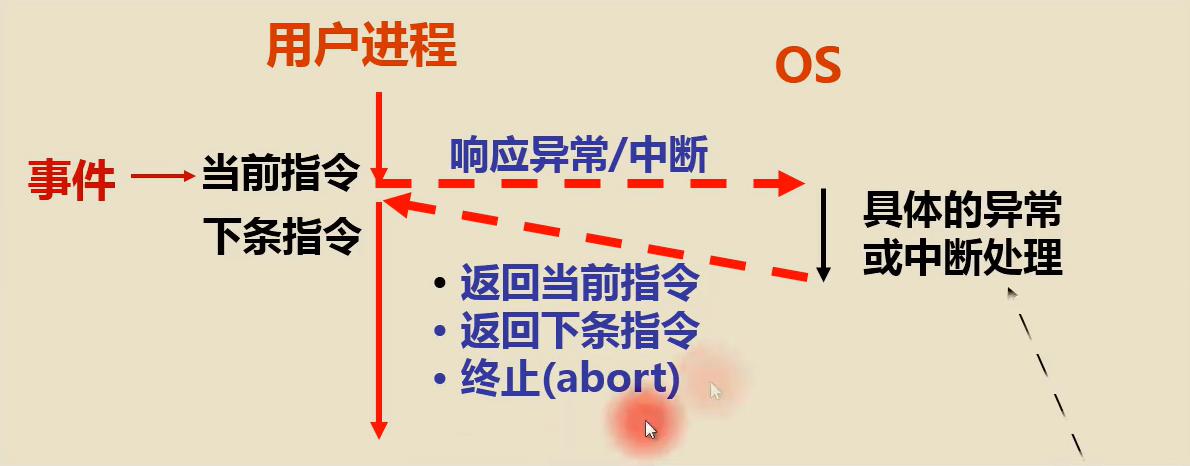 用户进程
OS
响应异常/中断
事件
当前指令
下条指令
具体的异常
或中断处理
• 返回当前指令
• 返回下条指令
• 终止(abort)